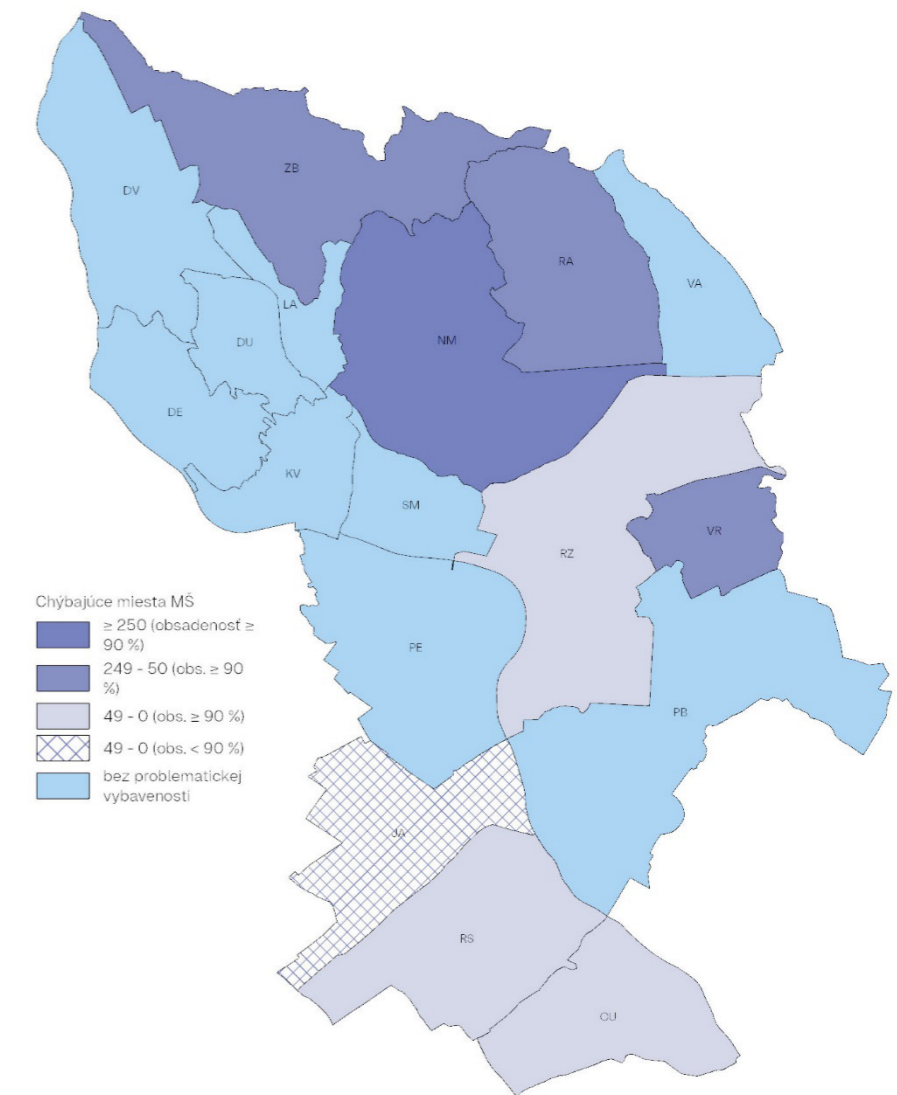 ZB
DV
RA
VA
LA
NM
DU
DE
KV
SM
VR
RZ
Chýbajúce miesta MŠ
≥ 250 (obsadenosť ≥
90 %)
249 - 50 (obs. ≥ 90
%)
49 - 0 (obs. ≥ 90 %)
49 - 0 (obs. < 90 %)
bez problematickej
vybavenosti
PE
PB
JA
RS
CU